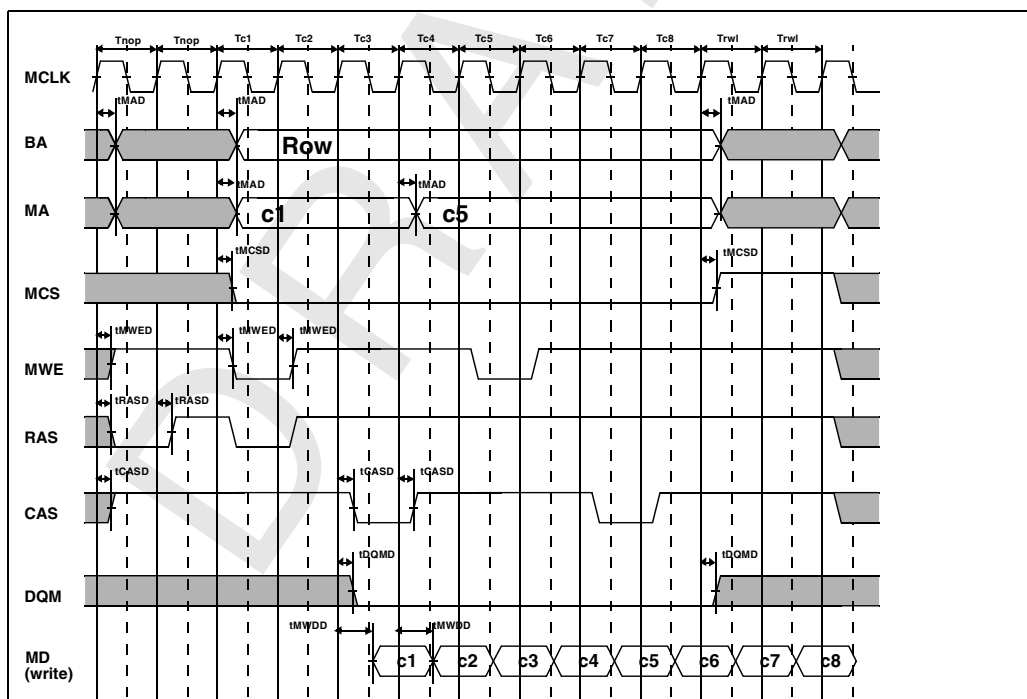 Tnop Tnop Tc1 Tc2 Tc3 Tc4 Tc5 Tc6 Tc7 Tc8 Trwl Trwl
MCLK
tMAD tMAD tMAD
BA Row
tMAD tMAD
MA c1 c5
tMCSD tMCSD
MCS
tMWED tMWED tMWED
MWE
tRASD tRASD
RAS
tCASD tCASD tCASD
CAS
tDQMD tDQMD
DQM
tMWDD tMWDD
MD c1 c2 c3 c4 c5 c6 c7 c8
(write)
DRA